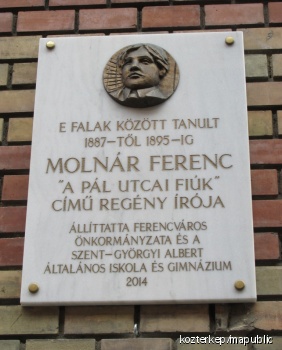 E FALAK KÖZÖTT TANULT
1887-TŐL 1895-IG
MOLNÁR FERENC
"A PÁL UTCAI FIÚK"
CÍMŰ REGÉNY ÍRÓJA
ÁLLÍTTATTA FERENCVÁROS
ÖNKORMÁNYZATA ÉS A
SZENT-GYÖRGYI ALBERT
ÁLTALÁNOS ISKOLA ÉS GIMNÁZIUM
2014
kozterkep/mapublic